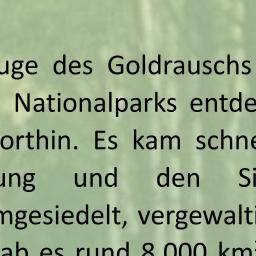 uge des Goldrauschs
Nationalparks entde
orthin. Es kam schne
ung und den Si
mgesiedelt, vergewalti
ab es rund 8.000 km²